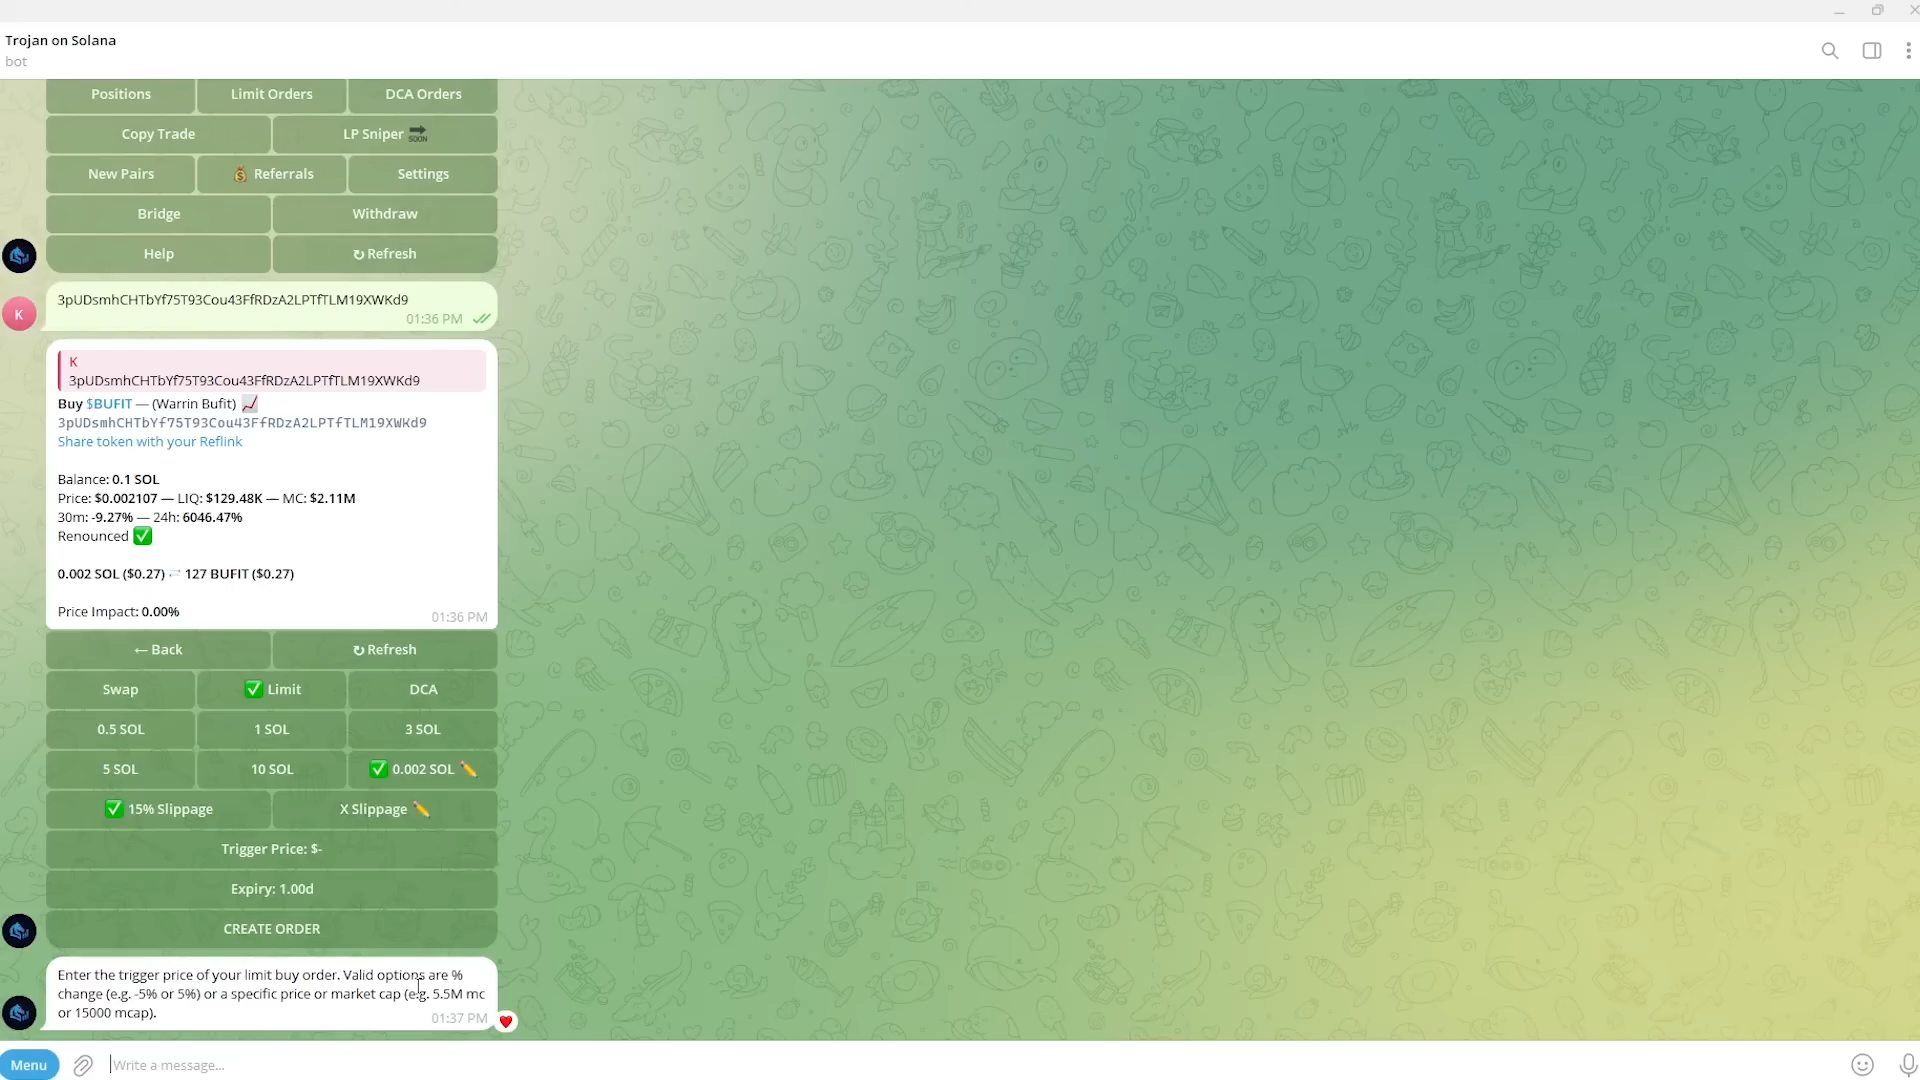 Trojan on Solana
bot
Positions Limit Orders DCA Orders
Copy Trade LP Sniper 🔜
New Pairs 💰 Referrals Settings
Bridge Withdraw
Help ↻ Refresh
K
3pUDsmhCHTbYf75T93Cou43FfRDzA2LPTfTLM19XWKd9
01:36 PM
K
3pUDsmhCHTbYf75T93Cou43FfRDzA2LPTfTLM19XWKd9
Buy $BUFIT — (Warrin Bufit) 📈
3pUDsmhCHTbYf75T93Cou43FfRDzA2LPTfTLM19XWKd9
Share token with your Reflink
Balance: 0.1 SOL
Price: $0.002107 — LIQ: $129.48K — MC: $2.11M
30m: -9.27% — 24h: 6046.47%
Renounced ✅
0.002 SOL ($0.27) ⇄ 127 BUFIT ($0.27)
Price Impact: 0.00%
01:36 PM
← Back ↻ Refresh
Swap ✅ Limit DCA
0.5 SOL 1 SOL 3 SOL
5 SOL 10 SOL ✅ 0.002 SOL ✏️
✅ 15% Slippage X Slippage ✏️
Trigger Price: $-
Expiry: 1.00d
CREATE ORDER
Enter the trigger price of your limit buy order. Valid options are %
change (e.g. -5% or 5%) or a specific price or market cap (e.g. 5.5M mc
or 15000 mcap).
01:37 PM
Menu Write a message...